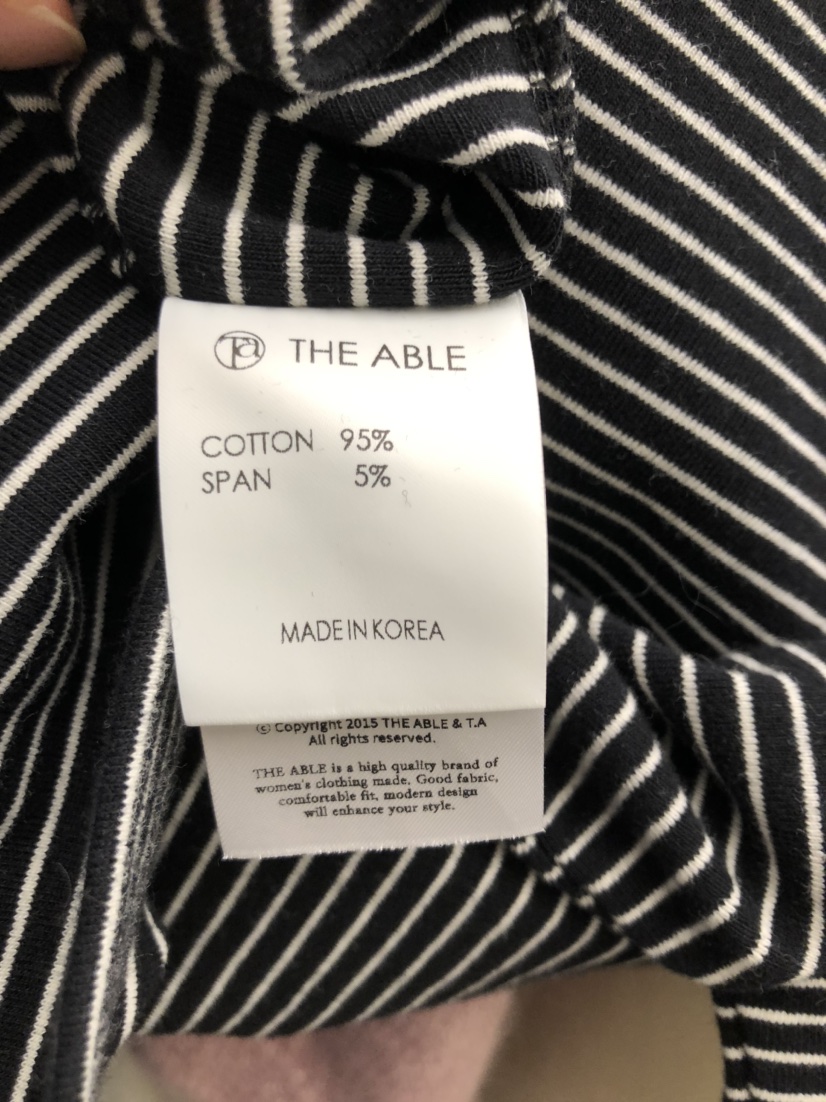 Ta THE ABLE
COTTON 95%
SPAN 5%
MADE IN KOREA
© Copyright 2015 THE ABLE & T.A
All rights reserved.
THE ABLE is a high quality brand of
women's clothing made. Good fabric,
comfortable fit, modern design
will enhance your style.